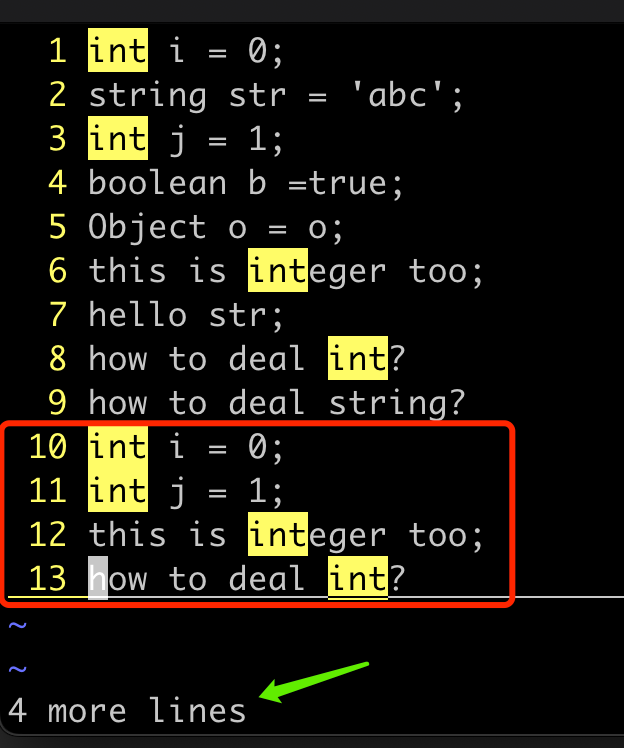 1 int i = 0;
2 string str = 'abc';
3 int j = 1;
4 boolean b =true;
5 Object o = o;
6 this is integer too;
7 hello str;
8 how to deal int?
9 how to deal string?
10 int i = 0;
11 int j = 1;
12 this is integer too;
13 how to deal int?
~
~
4 more lines